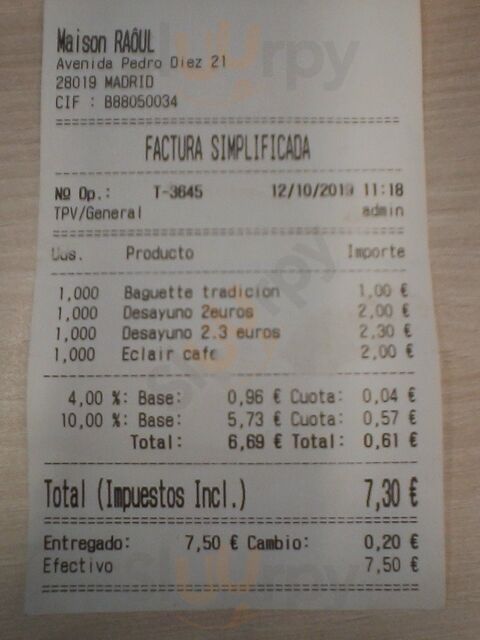 Maison RAÔUL
Avenida Pedro Diez 21
28019 MADRID
CIF : B88050034
FACTURA SIMPLIFICADA
Nº Op.: T-3645 12/10/2019 11:18
TPV/General admin
Uds. Producto Importe
1,000 Baguette tradicion 1,00 €
1,000 Desayuno 2euros 2,00 €
1,000 Desayuno 2.3 euros 2,30 €
1,000 Eclair cafe 2,00 €
4,00 %: Base: 0,96 € Cuota: 0,04 €
10,00 %: Base: 5,73 € Cuota: 0,57 €
Total: 6,69 € Total: 0,61 €
Total (Impuestos Incl.) 7,30 €
Entregado: 7,50 € Cambio: 0,20 €
Efectivo 7,50 €